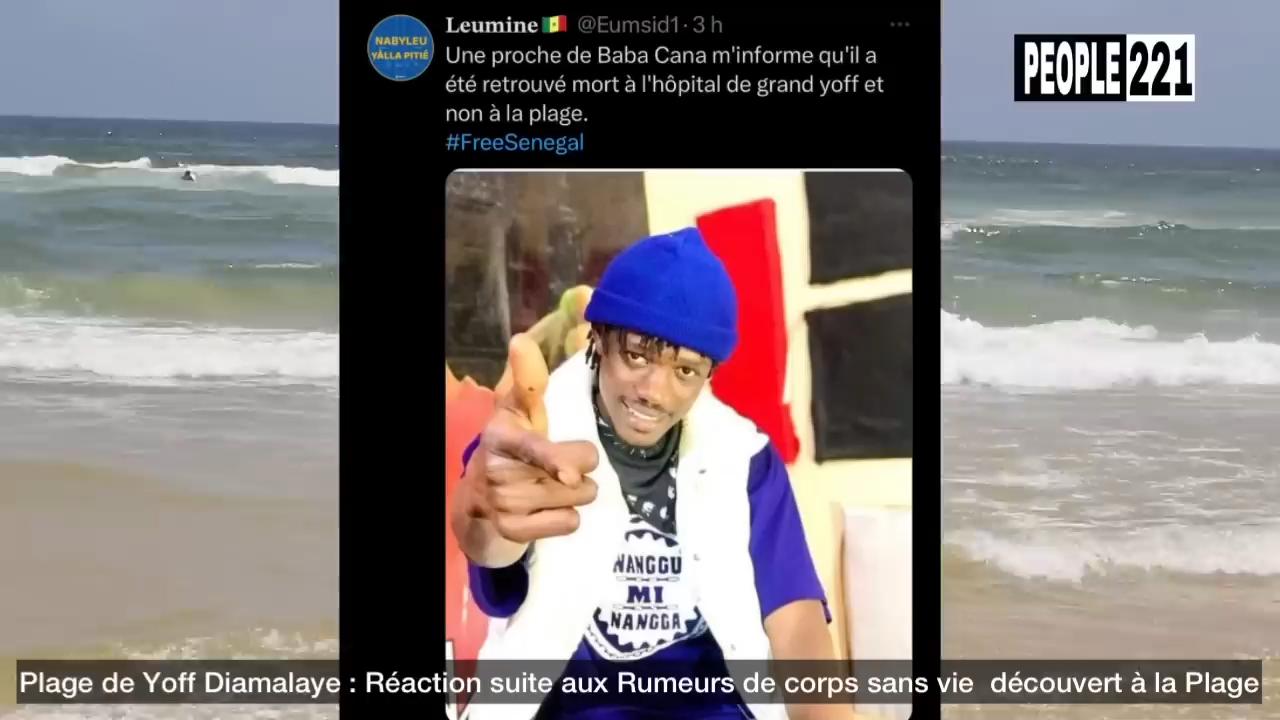 Leumine @Eumsid1 · 3 h
NABYLEU
YÀLLA PITIÉ
PEOPLE 221
Une proche de Baba Cana m'informe qu'il a
été retrouvé mort à l'hôpital de grand yoff et
non à la plage.
#FreeSenegal
NANGGU
MI
NANGGA
Plage de Yoff Diamalaye : Réaction suite aux Rumeurs de corps sans vie découvert à la Plage